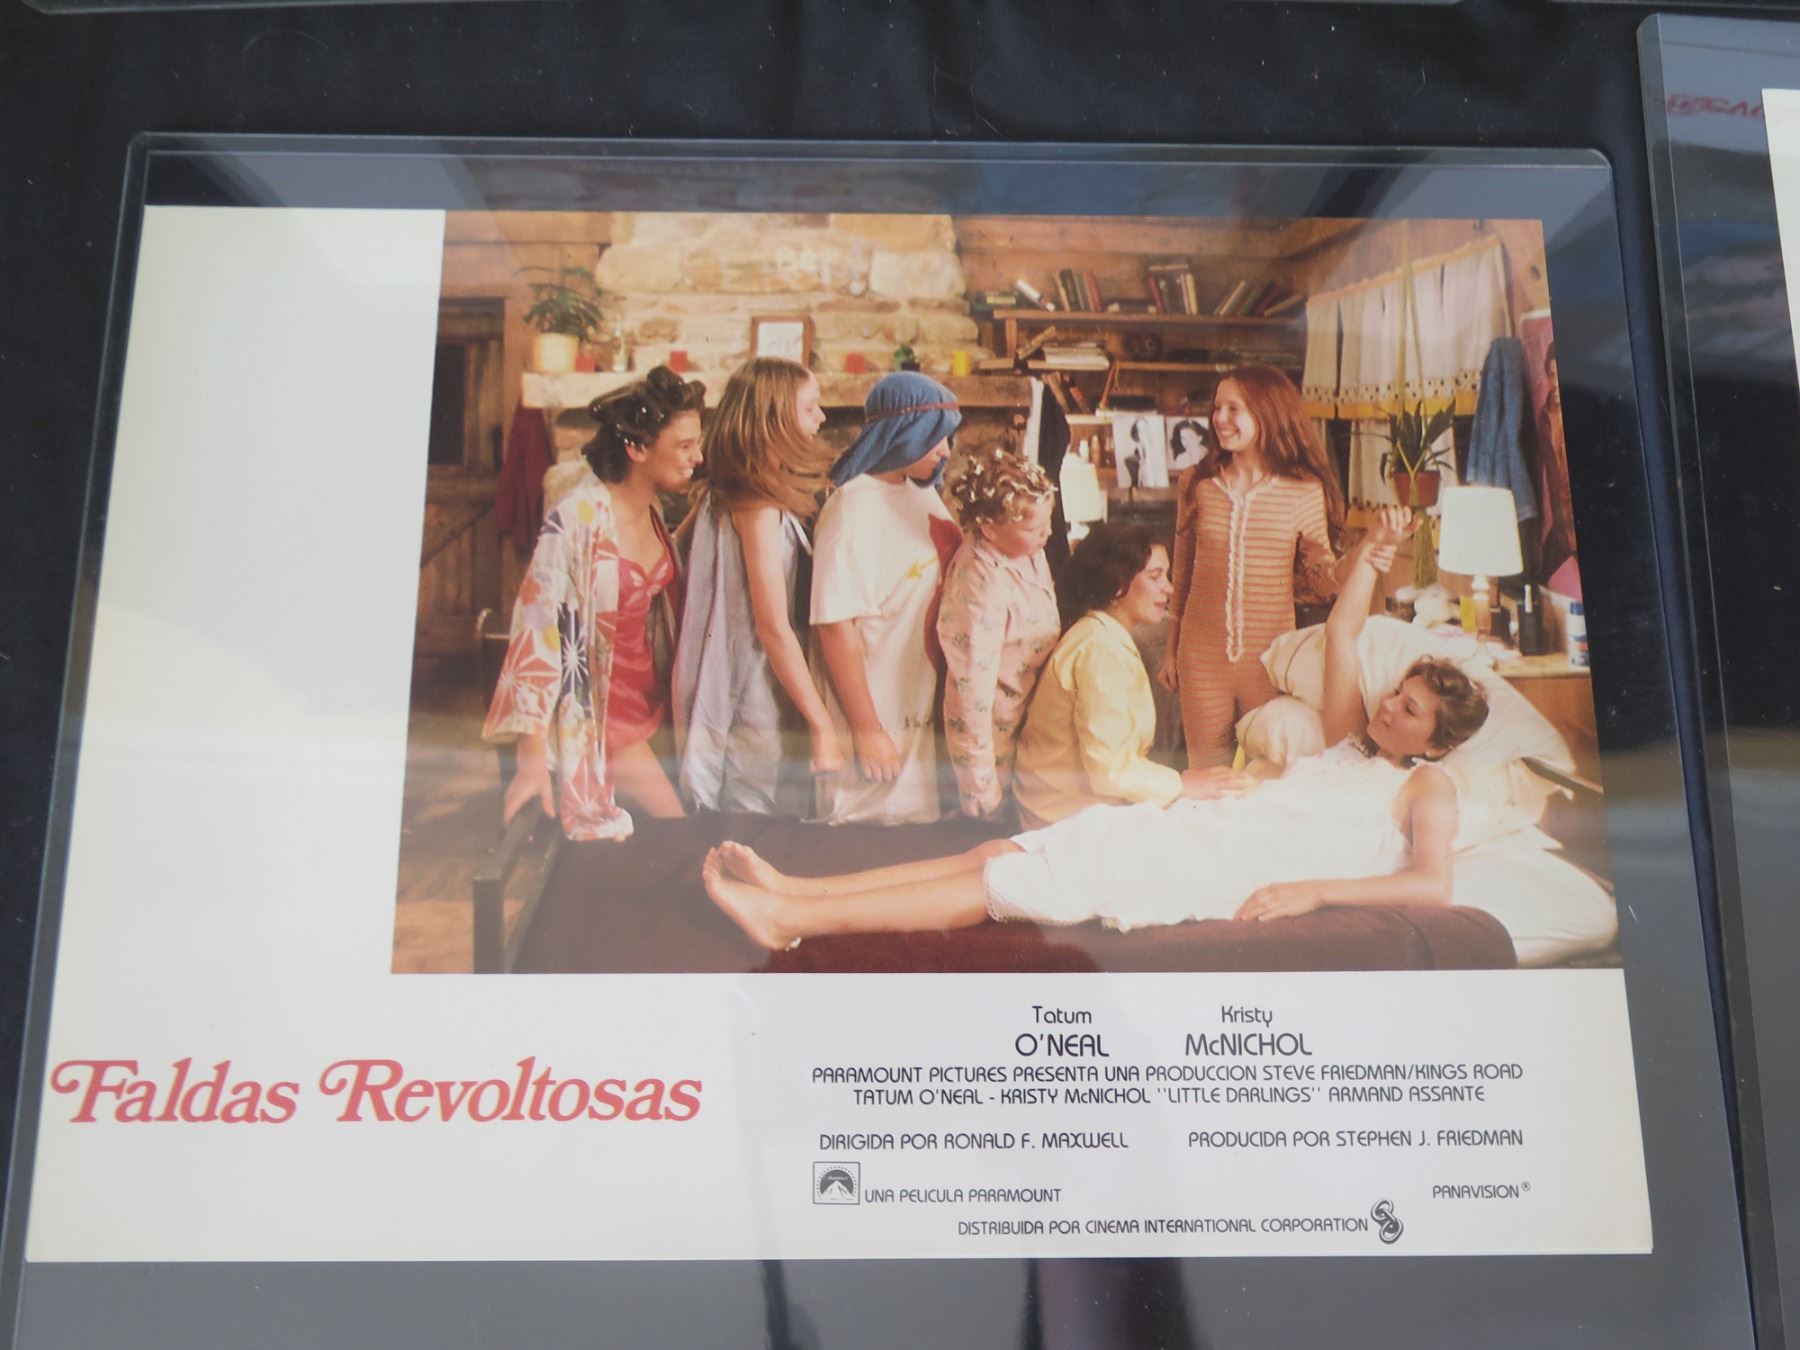 Tatum Kristy
O'NEAL McNICHOL
PARAMOUNT PICTURES PRESENTA UNA PRODUCCION STEVE FRIEDMAN/KINGS ROAD
TATUM O'NEAL - KRISTY McNICHOL "LITTLE DARLINGS" ARMAND ASSANTE
Faldas Revoltosas
DIRIGIDA POR RONALD F. MAXWELL PRODUCIDA POR STEPHEN J. FRIEDMAN
UNA PELICULA PARAMOUNT PANAVISION®
DISTRIBUIDA POR CINEMA INTERNATIONAL CORPORATION